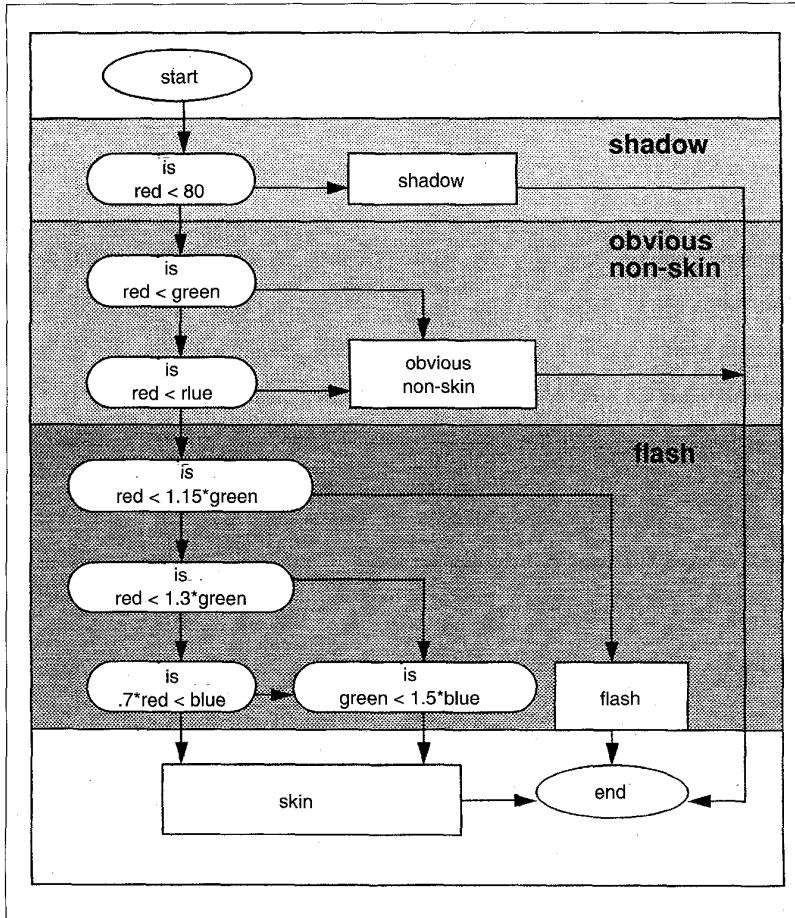 start
shadow
is
red < 80
shadow
obvious
non-skin
is
red < green
is
red < rlue
obvious
non-skin
flash
is
red < 1.15*green
is
red < 1.3*green
is
.7*red < blue
is
green < 1.5*blue
flash
skin
end